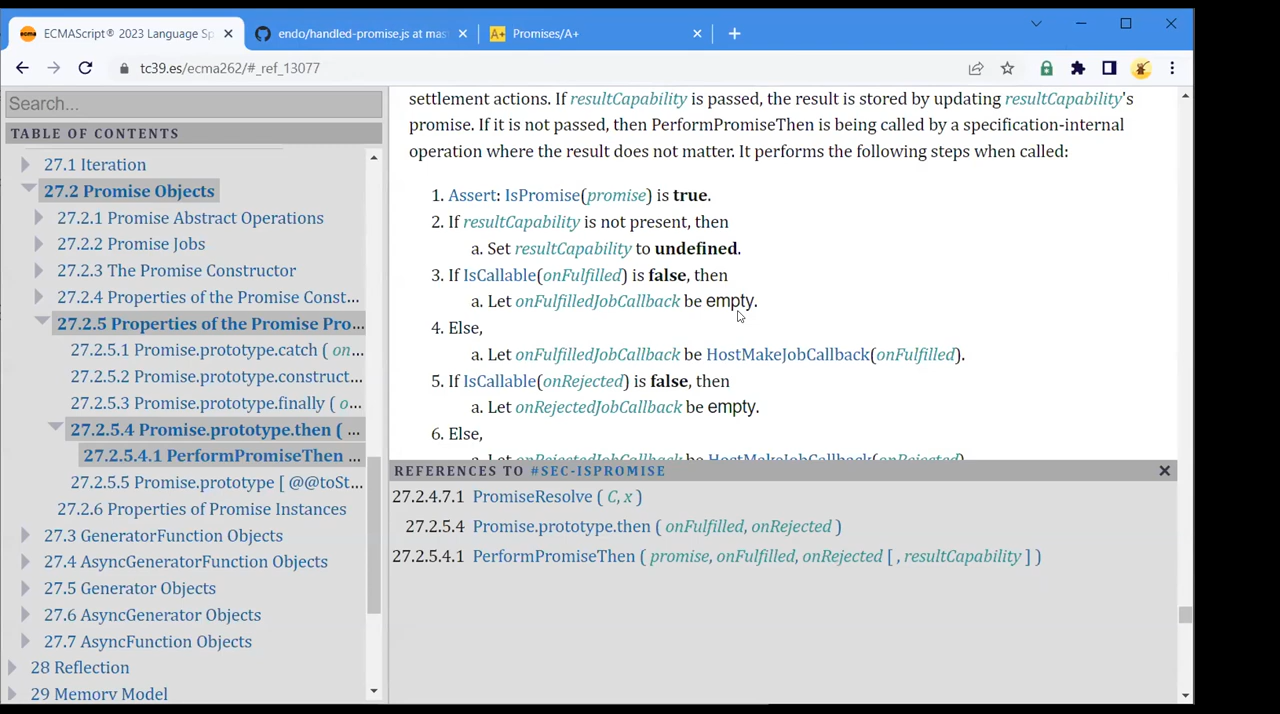 ECMAScript® 2023 Language Sp
endo/handled-promise.js at mas
Promises/A+
tc39.es/ecma262/#_ref_13077
Search...
TABLE OF CONTENTS
27.1 Iteration
27.2 Promise Objects
27.2.1 Promise Abstract Operations
27.2.2 Promise Jobs
27.2.3 The Promise Constructor
27.2.4 Properties of the Promise Const...
27.2.5 Properties of the Promise Pro...
27.2.5.1 Promise.prototype.catch ( on...
27.2.5.2 Promise.prototype.construct...
27.2.5.3 Promise.prototype.finally ( o...
27.2.5.4 Promise.prototype.then ( ...
27.2.5.4.1 PerformPromiseThen ...
27.2.5.5 Promise.prototype [ @@toSt...
27.2.6 Properties of Promise Instances
27.3 GeneratorFunction Objects
27.4 AsyncGeneratorFunction Objects
27.5 Generator Objects
27.6 AsyncGenerator Objects
27.7 AsyncFunction Objects
28 Reflection
29 Memory Model
settlement actions. If resultCapability is passed, the result is stored by updating resultCapability's
promise. If it is not passed, then PerformPromiseThen is being called by a specification-internal
operation where the result does not matter. It performs the following steps when called:
1. Assert: IsPromise(promise) is true.
2. If resultCapability is not present, then
a. Set resultCapability to undefined.
3. If IsCallable(onFulfilled) is false, then
a. Let onFulfilledJobCallback be empty.
4. Else,
a. Let onFulfilledJobCallback be HostMakeJobCallback(onFulfilled).
5. If IsCallable(onRejected) is false, then
a. Let onRejectedJobCallback be empty.
6. Else,
a. Let onRejectedJobCallback be HostMakeJobCallback(onRejected)
REFERENCES TO #SEC-ISPROMISE
27.2.4.7.1 PromiseResolve ( C, x )
27.2.5.4 Promise.prototype.then ( onFulfilled, onRejected )
27.2.5.4.1 PerformPromiseThen ( promise, onFulfilled, onRejected [ , resultCapability ] )